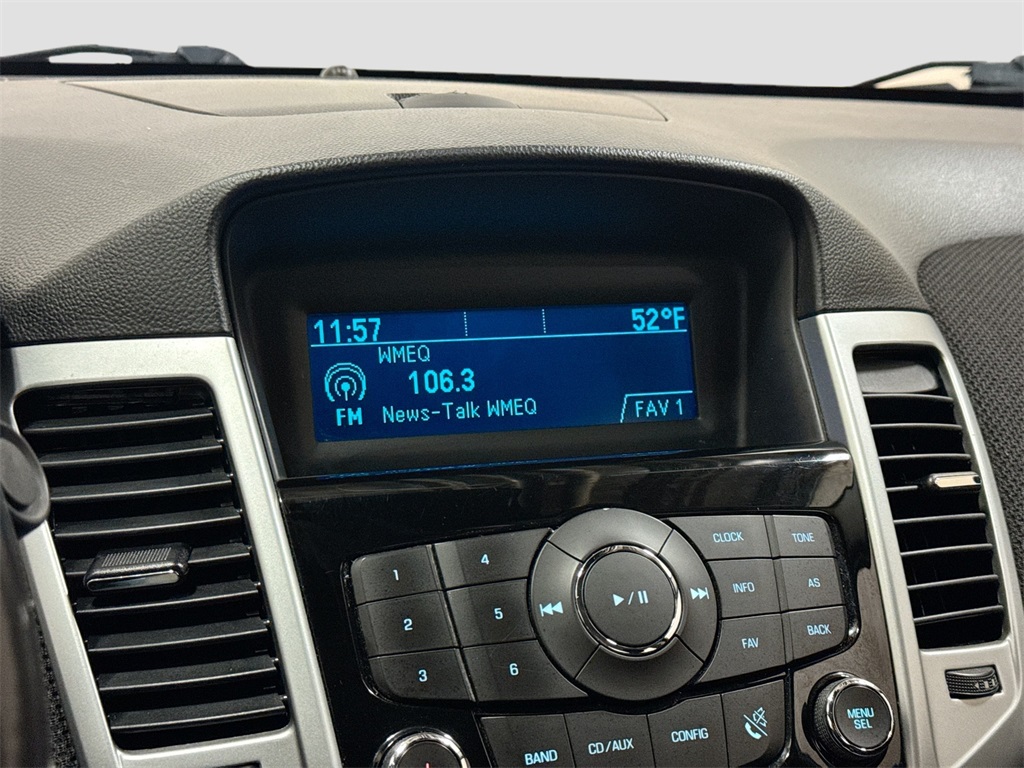 11:57 52°F
WMEQ
106.3
FM News-Talk WMEQ FAV 1
1 4 CLOCK TONE
2 5 INFO AS
3 6 FAV BACK
BAND CD/AUX CONFIG MENU
SEL